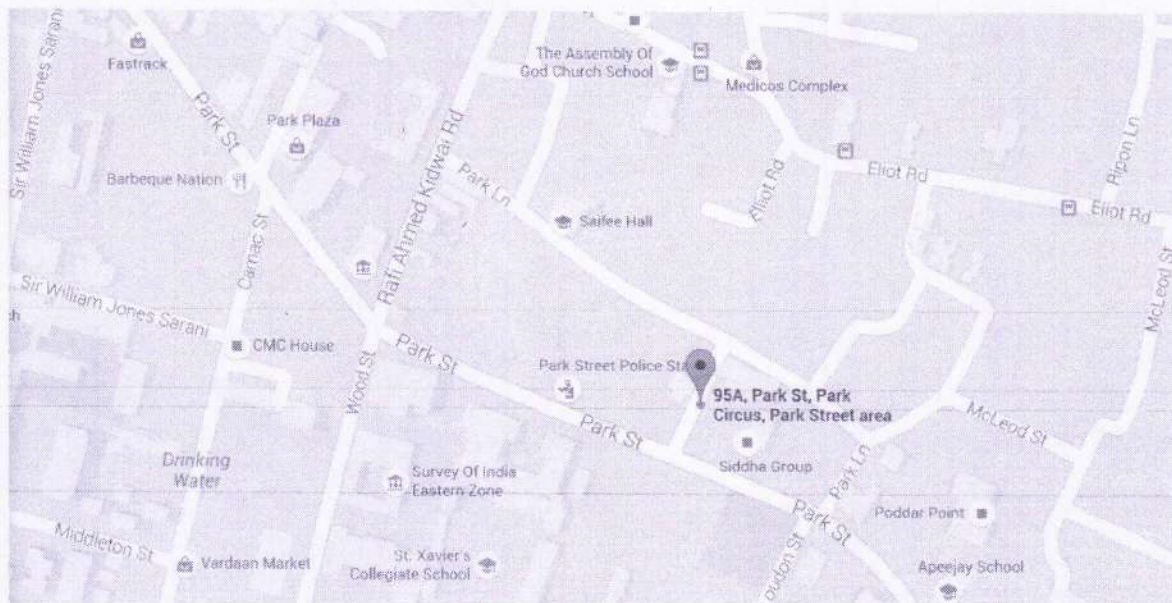 Sir William Jones Sarani
Fastrack
Park St
Park Plaza
Barbeque Nation
Camac St
Sir William Jones Sarani
CMC House
Drinking
Water
Middleton St
Vardaan Market
Rafi Ahmed Kidwai Rd
Park Ln
Wood St
Park St
The Assembly Of
God Church School
Medicos Complex
Saifee Hall
Elliot Rd
Eliot Rd
Eliot Rd
Ripon Ln
McLeod St
Park Street Police Sta
95A, Park St, Park
Circus, Park Street area
Siddha Group
Park St
Survey Of India
Eastern Zone
St. Xavier's
Collegiate School
Park Ln
McLeod St
Poddar Point
Park St
oudon St
Apeejay School